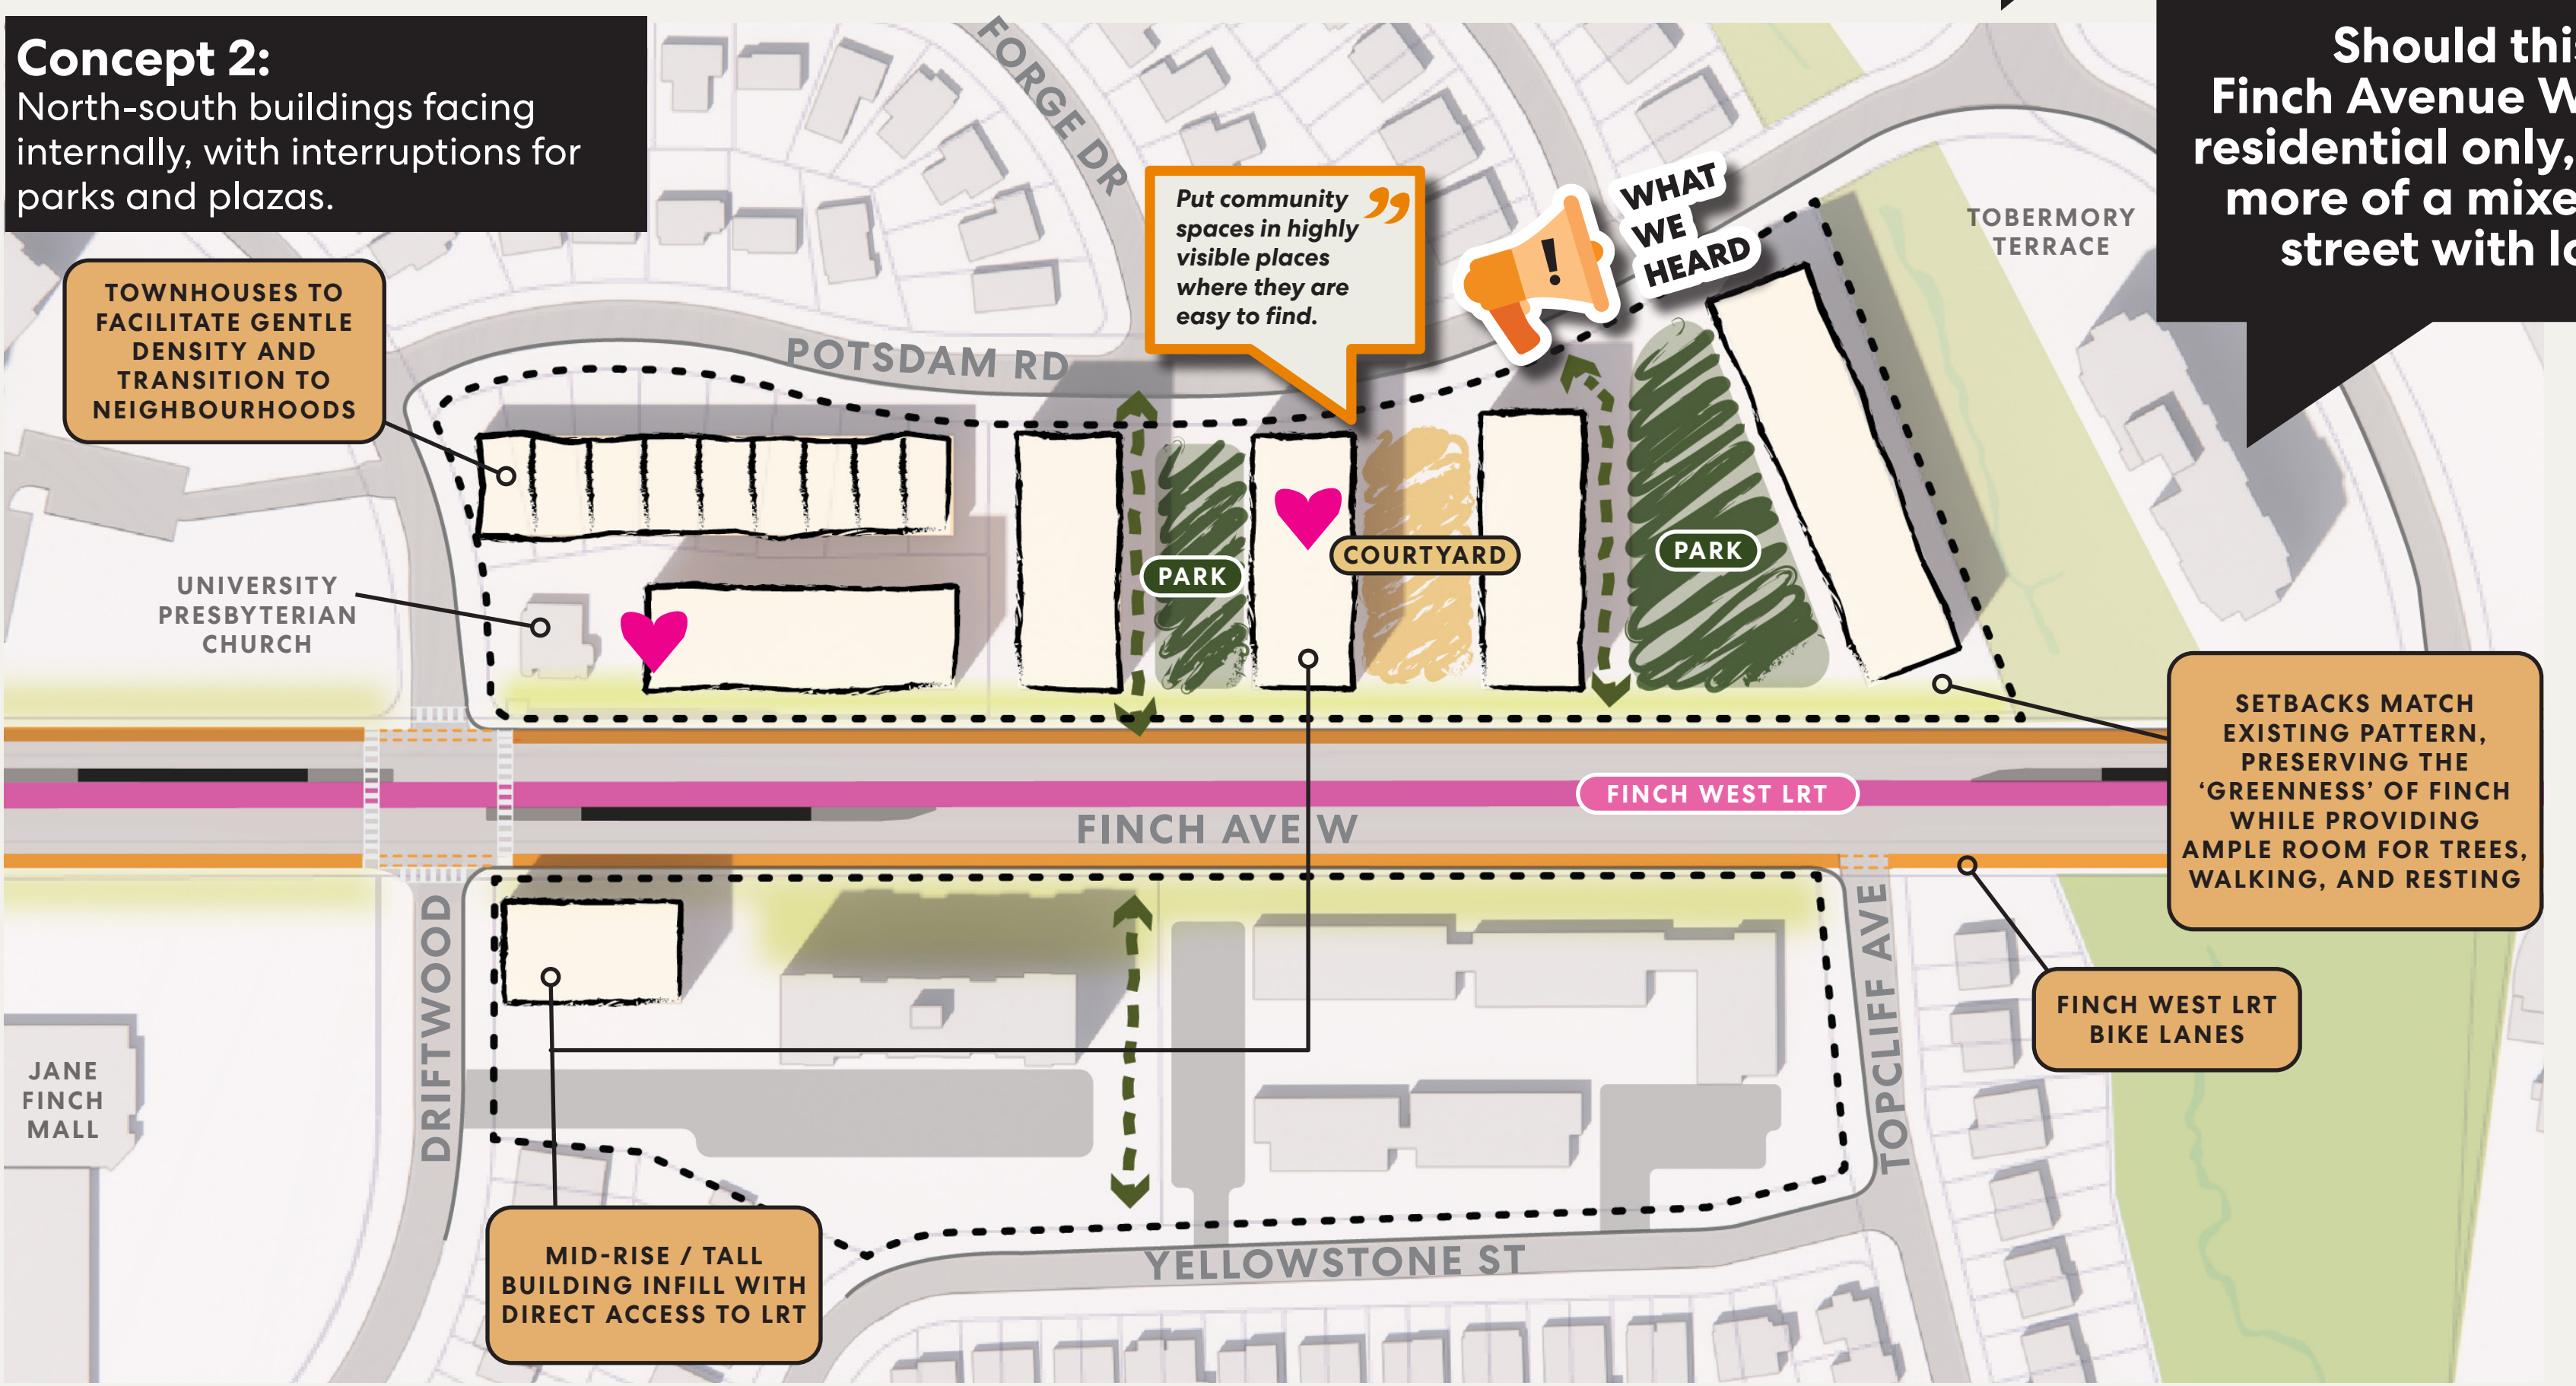 Concept 2:
North-south buildings facing
internally, with interruptions for
parks and plazas.
Should this
Finch Avenue W
residential only,
more of a mixe
street with lo
FORGE DR
TOWNHOUSES TO
FACILITATE GENTLE
DENSITY AND
TRANSITION TO
NEIGHBOURHOODS
POTSDAM RD
Put community
spaces in highly
visible places
where they are
easy to find.
”
!
WHAT
WE
HEARD
TOBERMORY
TERRACE
UNIVERSITY
PRESBYTERIAN
CHURCH
PARK
COURTYARD
PARK
SETBACKS MATCH
EXISTING PATTERN,
PRESERVING THE
‘GREENNESS’ OF FINCH
WHILE PROVIDING
AMPLE ROOM FOR TREES,
WALKING, AND RESTING
FINCH WEST LRT
FINCH AVE W
DRIFTWOOD
TOPCLIFF AVE
FINCH WEST LRT
BIKE LANES
JANE
FINCH
MALL
MID-RISE / TALL
BUILDING INFILL WITH
DIRECT ACCESS TO LRT
YELLOWSTONE ST